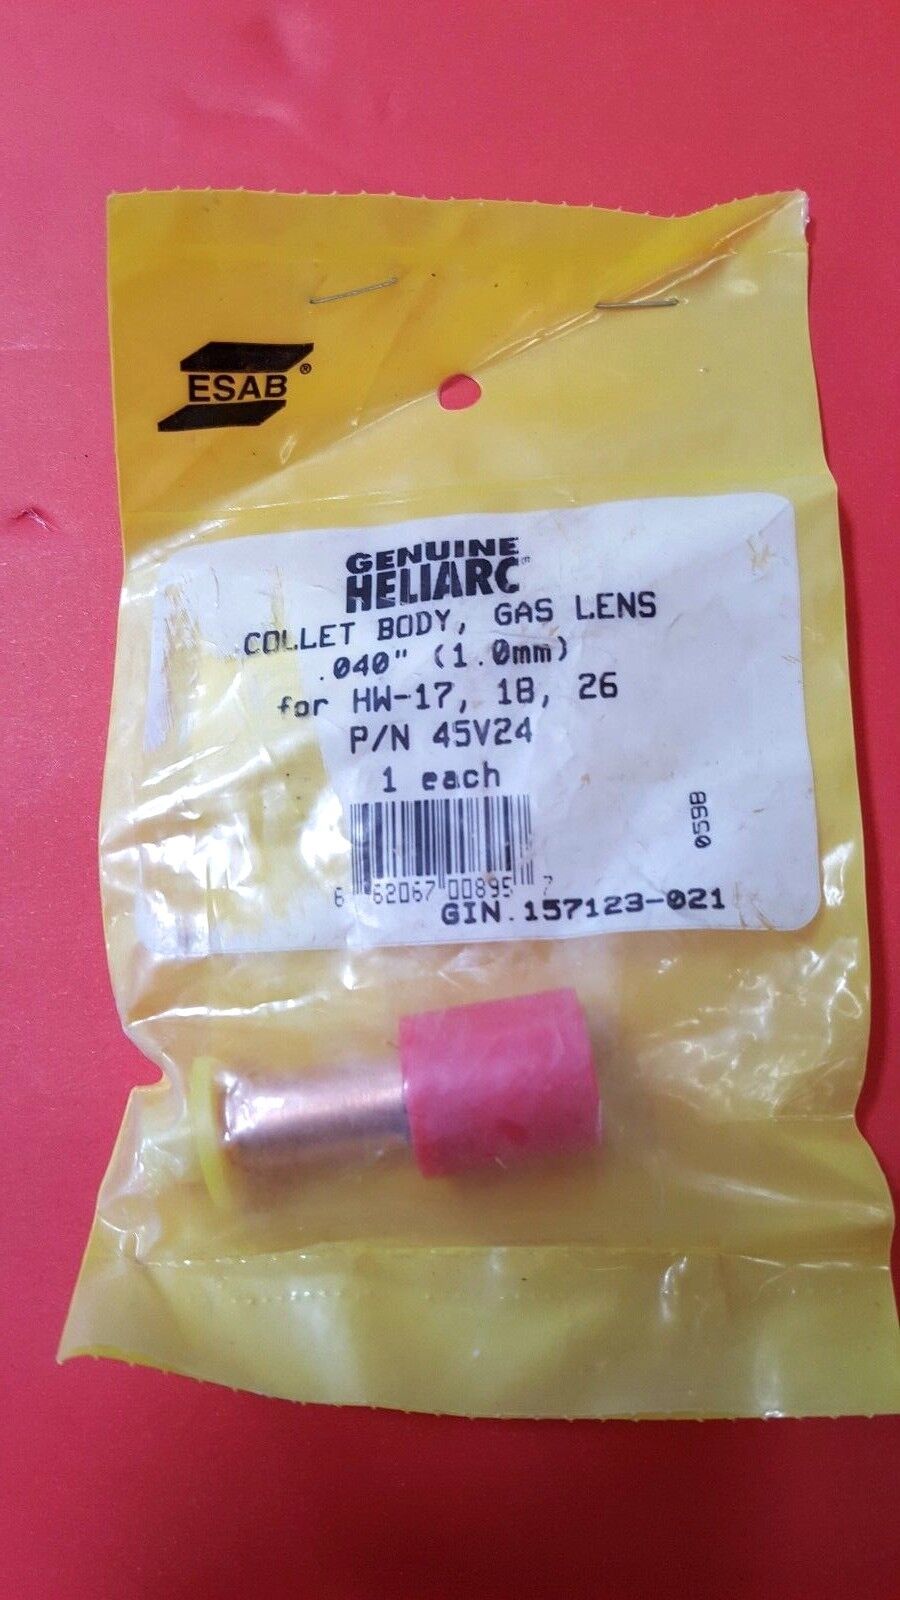 ESAB®
GENUINE
HELIARC
COLLET BODY, GAS LENS
.040" (1.0mm)
for HW-17, 18, 26
P/N 45V24
1 each
0598
6 62067 00895 7
GIN.157123-021